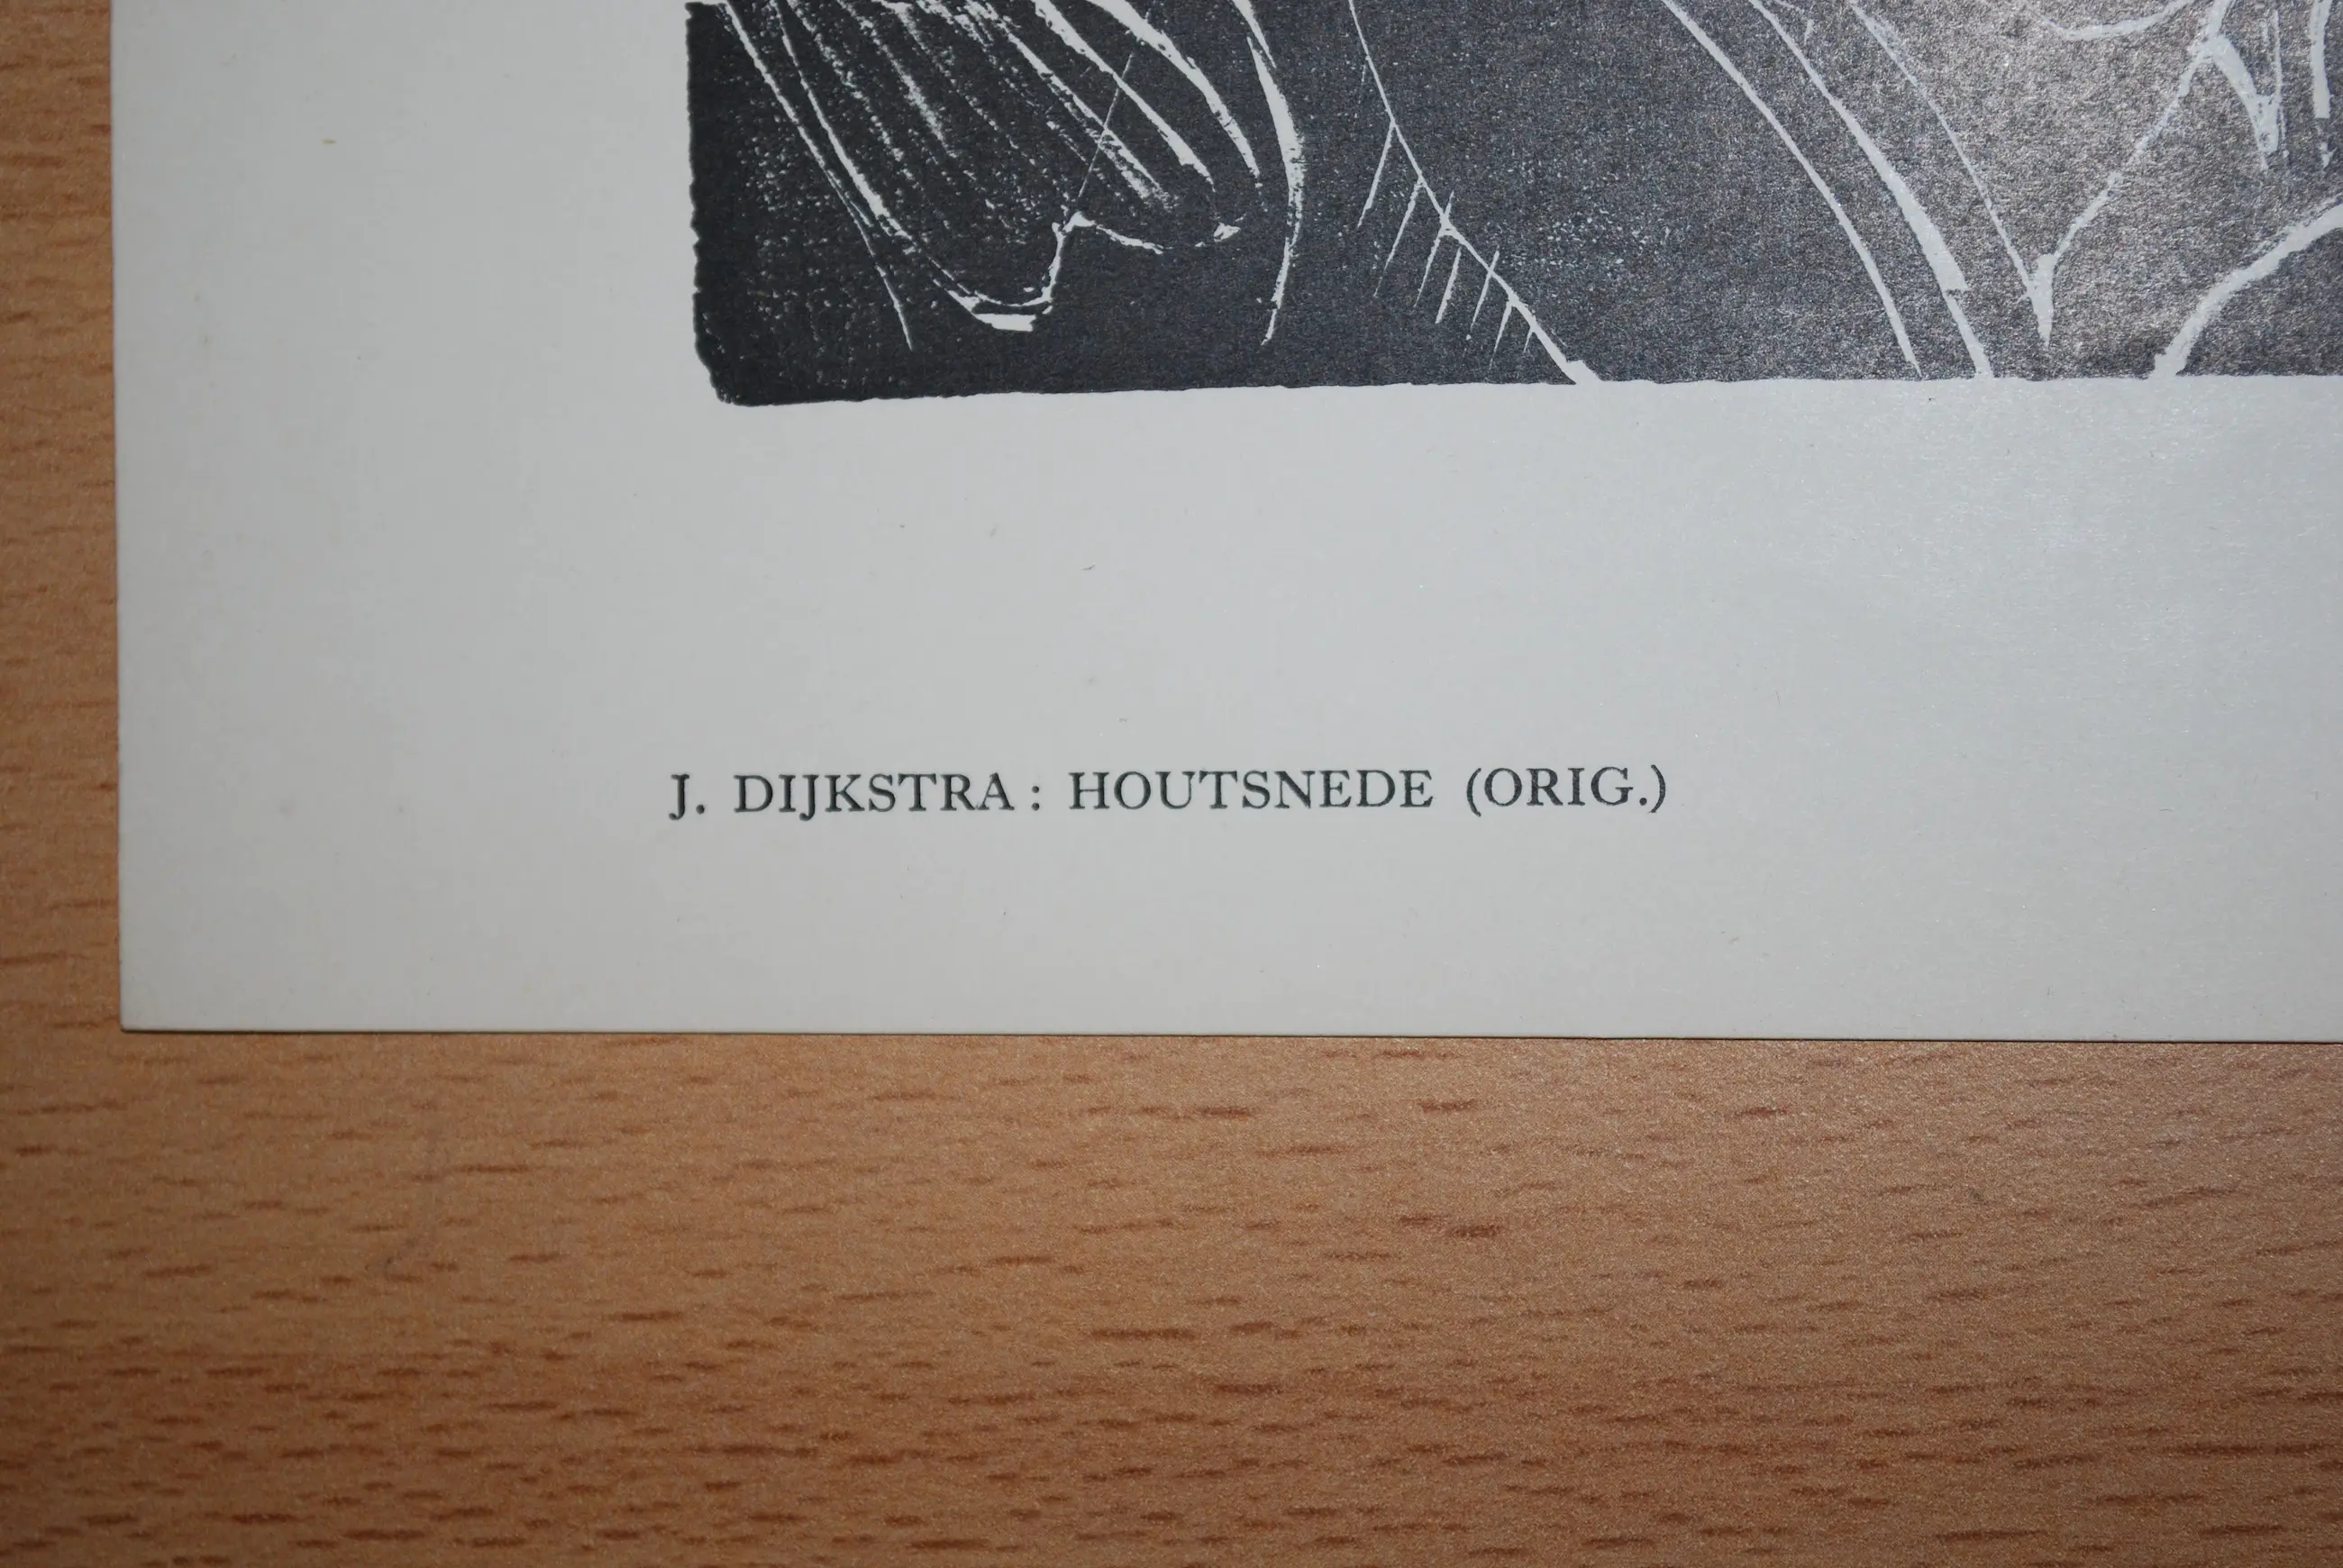 J. DIJKSTRA : HOUTSNEDE (ORIG.)